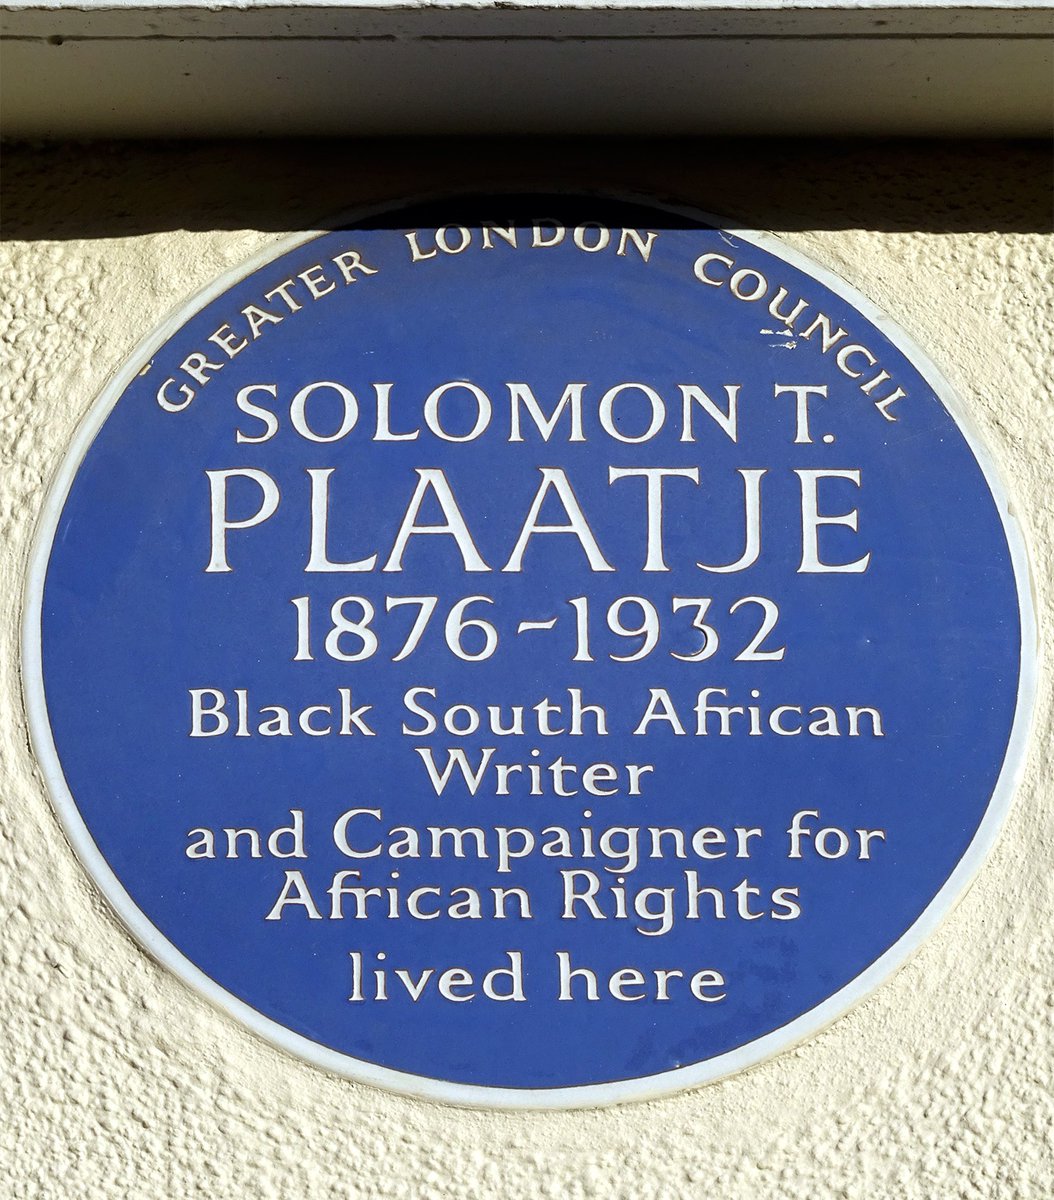 GREATER LONDON COUNCIL
SOLOMON T.
PLAATJE
1876-1932
Black South African
Writer
and Campaigner for
African Rights
lived here